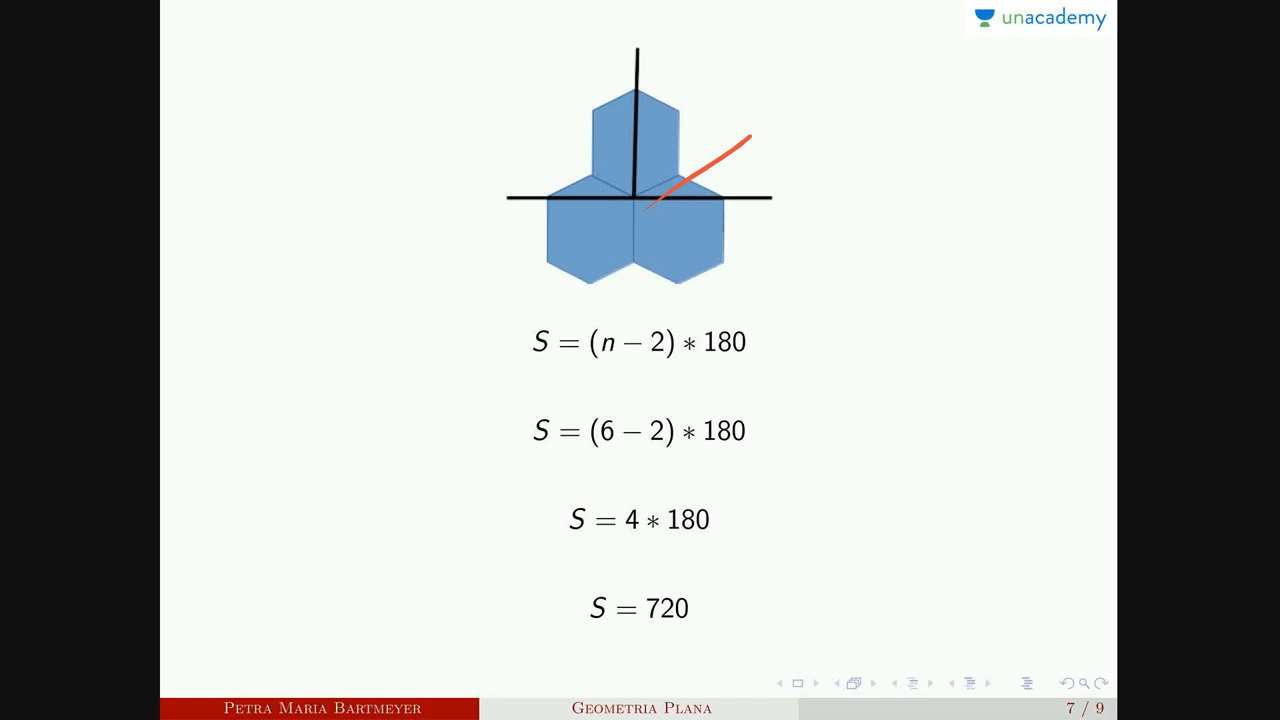 unacademy
S = (n − 2) ∗ 180
S = (6 − 2) ∗ 180
S = 4 ∗ 180
S = 720
Petra Maria Bartmeyer
Geometria Plana
7 / 9